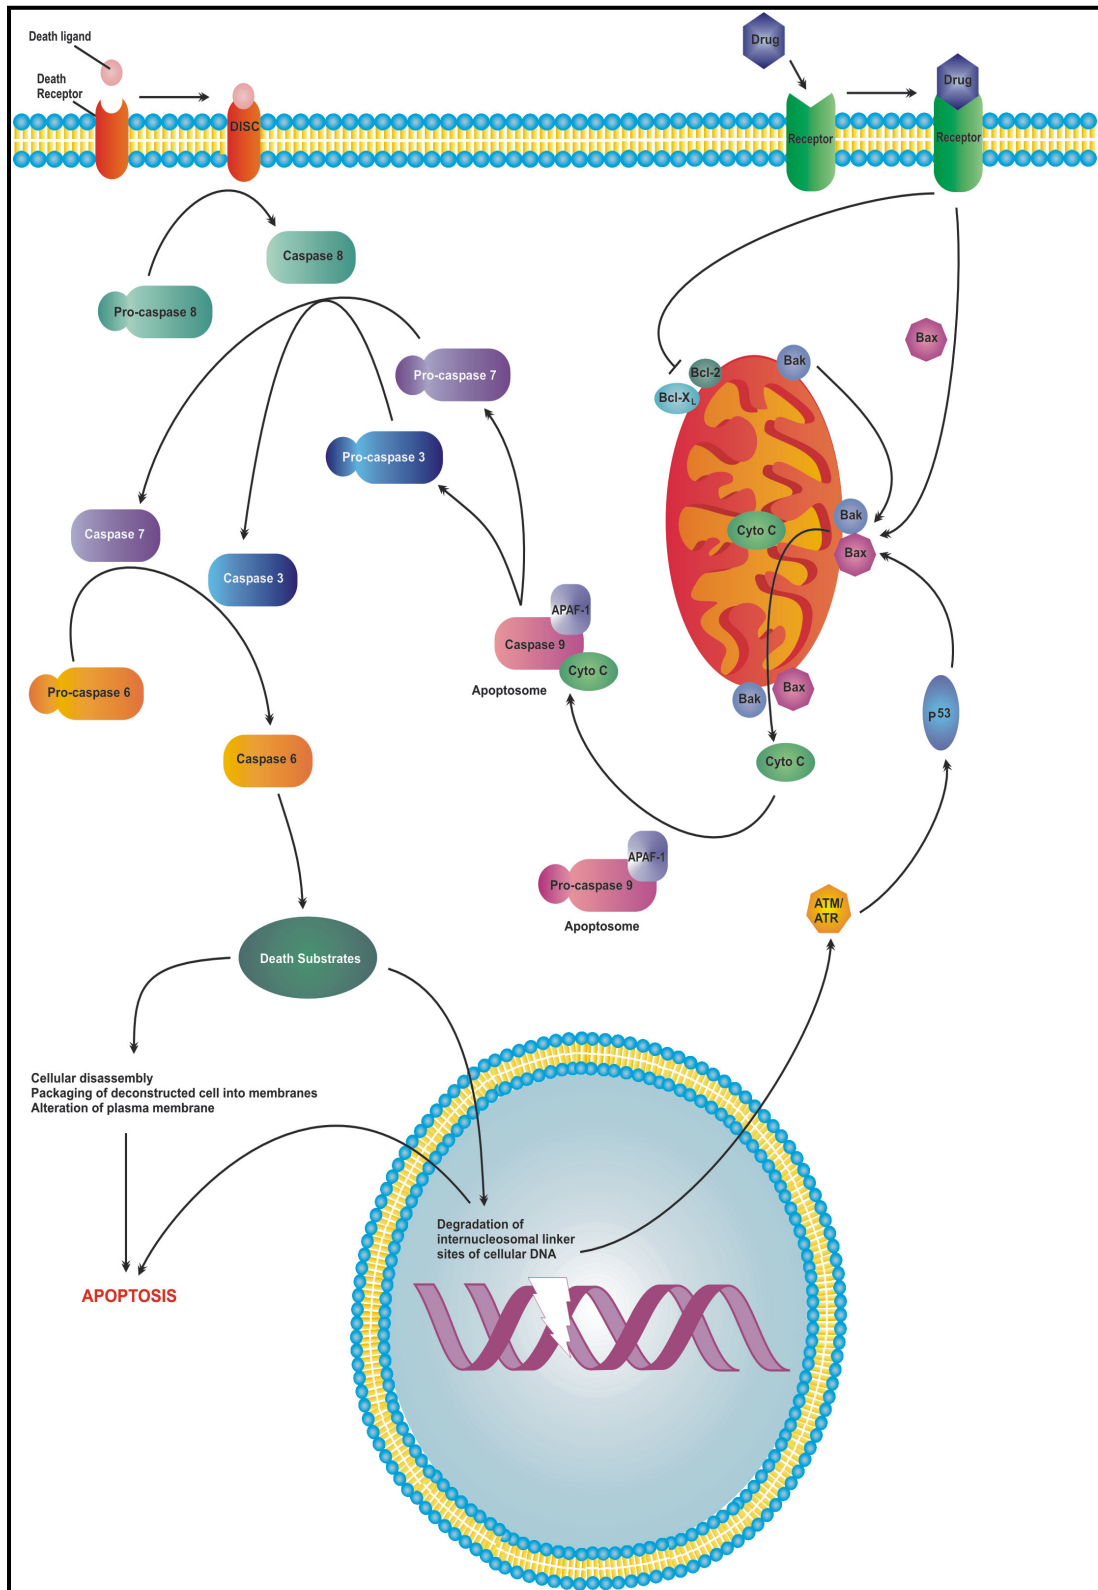 Death ligand
Death
Receptor
DISC
Drug
Receptor
Drug
Receptor
Caspase 8
Pro-caspase 8
Pro-caspase 7
Pro-caspase 3
Caspase 7
Caspase 3
Pro-caspase 6
Caspase 6
Bax
Bcl-2
Bcl-XL
Bak
Cyto C
Bak
Bax
Bak
Bax
Cyto C
APAF-1
Caspase 9
Cyto C
Apoptosome
P53
APAF-1
Pro-caspase 9
Apoptosome
ATM/
ATR
Death Substrates
Cellular disassembly
Packaging of deconstructed cell into membranes
Alteration of plasma membrane
Degradation of
internucleosomal linker
sites of cellular DNA
APOPTOSIS